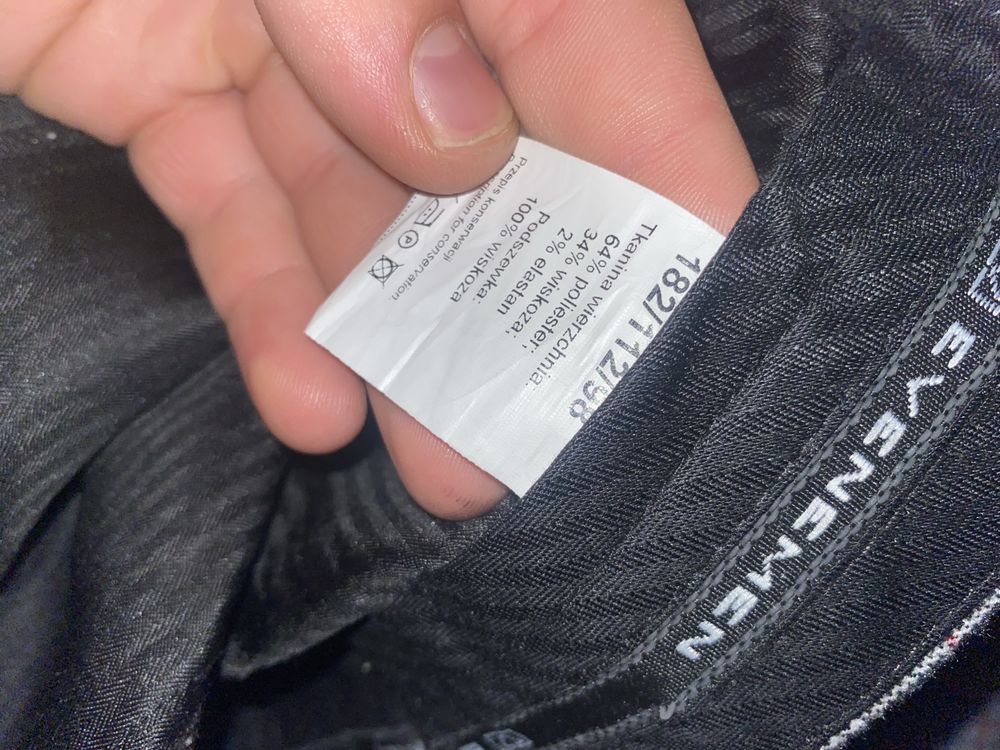 182/112/98
Tkanina wierzchnia:
64% poliester;
34% wiskoza;
2% elastan
Podszewka:
100% wiskoza
Przepis konserwacji
for conservation.
P
EVENEMEN